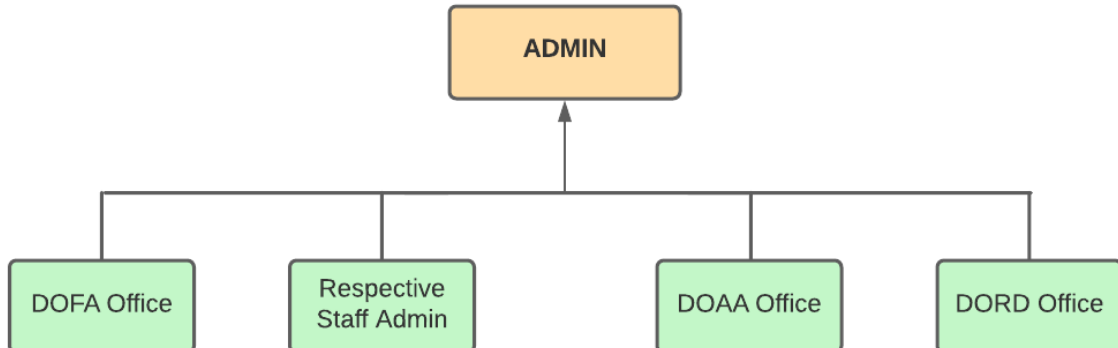 ADMIN
DOFA Office
Respective
Staff Admin
DOAA Office
DORD Office